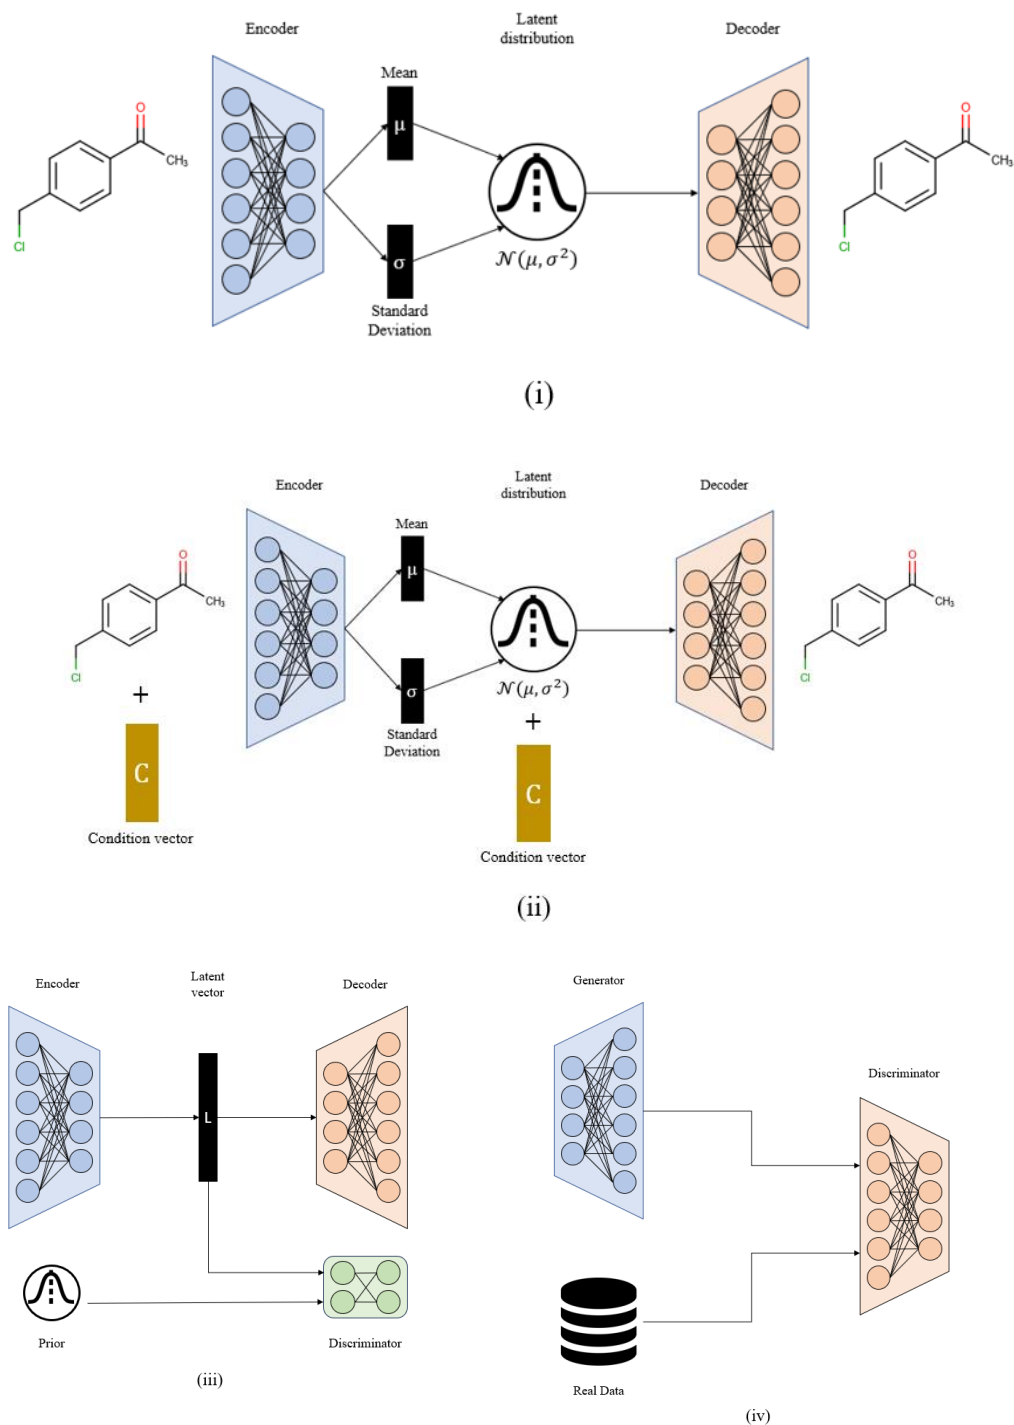 Encoder
Latent
distribution
Decoder
Mean
μ
O
CH₃
Cl
O
CH₃
Cl
σ
𝒩(μ, σ²)
Standard
Deviation
(i)
Encoder
Latent
distribution
Decoder
Mean
μ
O
CH₃
Cl
O
CH₃
Cl
+
σ
𝒩(μ, σ²)
+
Standard
Deviation
C
Condition vector
C
Condition vector
(ii)
Encoder
Latent
vector
Decoder
L
Prior
Discriminator
(iii)
Generator
Discriminator
Real Data
(iv)